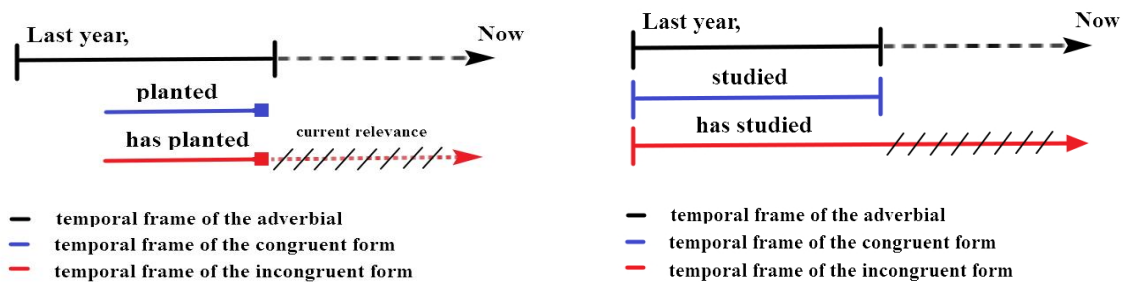 Last year,
Now
planted
has planted
current relevance
temporal frame of the adverbial
temporal frame of the congruent form
temporal frame of the incongruent form
Last year,
Now
studied
has studied
temporal frame of the adverbial
temporal frame of the congruent form
temporal frame of the incongruent form